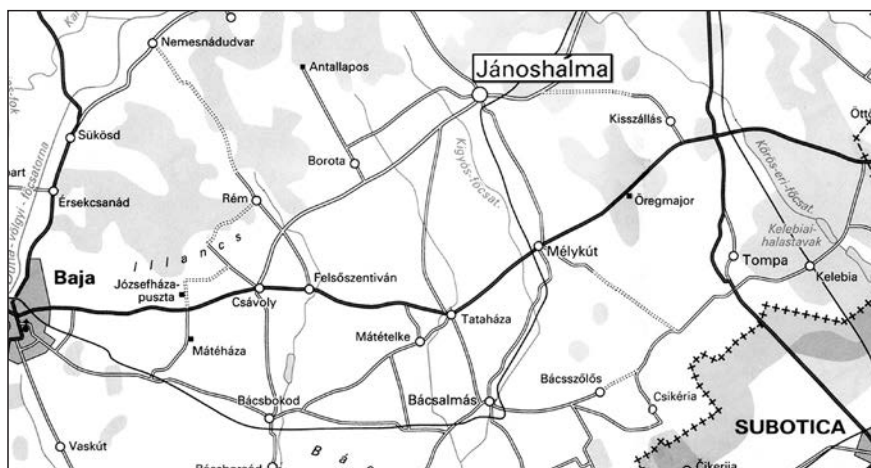 Nemesnádudvar
Antallapos
Jánoshalma
Kisszállás
Sükösd
Borota
Kígyós-főcsat.
Kőrös-eri-főcsat.
Érsekcsanád
Rém
Öregmajor
Illancs
Kelebiai-
halastavak
Mélykút
Tompa
Kelebia
Baja
Józsefháza-
puszta
Csávoly
Felsőszentiván
Tataháza
Mátételke
Mátéháza
Bácsszőlős
Bácsalmás
Csikéria
Bácsbokod
SUBOTICA
Vaskút